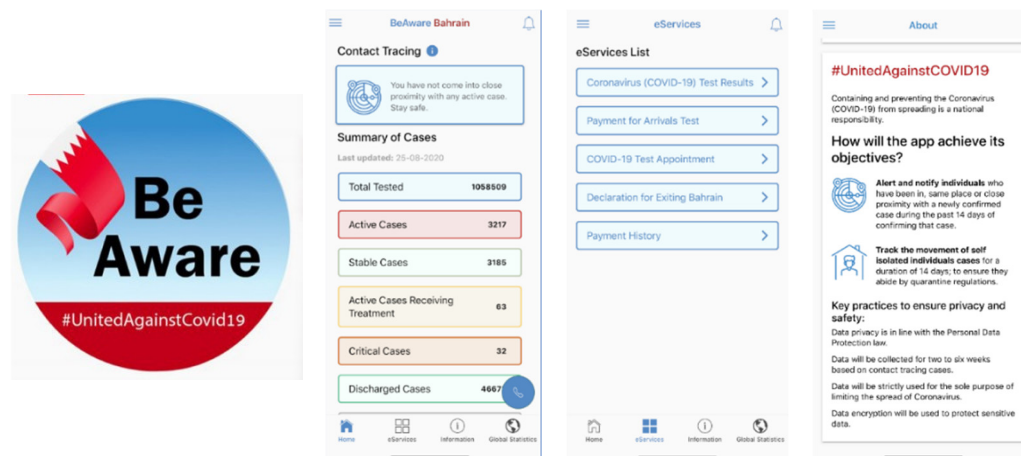 Be
Aware
#UnitedAgainstCovid19
BeAware Bahrain
Contact Tracing
You have not come into close
proximity with any active case.
Stay safe.
Summary of Cases
Last updated: 25-08-2020
Total Tested 1058509
Active Cases 3217
Stable Cases 3185
Active Cases Receiving
Treatment 63
Critical Cases 32
Discharged Cases
Home eServices Information Global Statistics
eServices
eServices List
Coronavirus (COVID-19) Test Results
Payment for Arrivals Test
COVID-19 Test Appointment
Declaration for Exiting Bahrain
Payment History
Home eServices Information Global Statistics
About
#UnitedAgainstCOVID19
Containing and preventing the Coronavirus
(COVID-19) from spreading is a national
responsibility.
How will the app achieve its
objectives?
Alert and notify individuals who
have been in, same place or close
proximity with a newly confirmed
case during the past 14 days of
confirming that case.
Track the movement of self
isolated individuals cases for a
duration of 14 days; to ensure they
abide by quarantine regulations.
Key practices to ensure privacy and
safety:
Data privacy is in line with the Personal Data
Protection law.
Data will be collected for two to six weeks
based on contact tracing cases.
Data will be strictly used for the sole purpose of
limiting the spread of Coronavirus.
Data encryption will be used to protect sensitive
data.